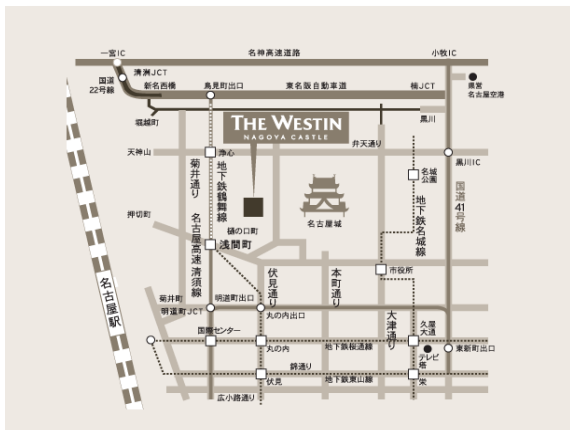 一宮IC
名神高速道路
小牧IC
清洲JCT
国道
22号線
新名西橋
鳥見町出口
東名阪自動車道
楠JCT
県営
名古屋空港
堀越町
THE WESTIN
NAGOYA CASTLE
黒川
弁天通り
天神山
浄心
黒川IC
菊井通り
地下鉄鶴舞線
名城
公園
国道41号線
地下鉄名城線
押切町
名古屋高速 清須線
樋の口町
名古屋城
浅間町
伏見通り
本町通り
市役所
名古屋駅
菊井町
明道町出口
明道町JCT
丸の内出口
大津通り
国際センター
久屋
大通
丸の内
地下鉄桜通線
テレビ
塔
東新町出口
錦通り
伏見
地下鉄東山線
栄
広小路通り